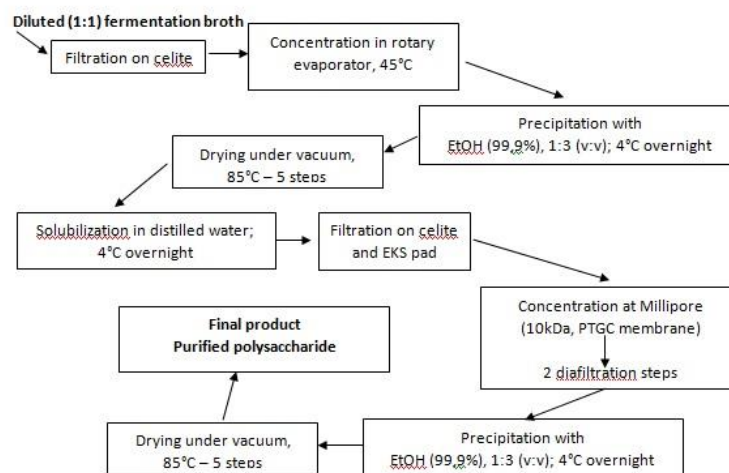 Diluted (1:1) fermentation broth
Filtration on celite
Concentration in rotary
evaporator, 45°C
Precipitation with
EtOH (99,9%), 1:3 (v:v); 4°C overnight
Drying under vacuum,
85°C – 5 steps
Solubilization in distilled water;
4°C overnight
Filtration on celite
and EKS pad
Concentration at Millipore
(10kDa, PTGC membrane)
2 diafiltration steps
Precipitation with
EtOH (99,9%), 1:3 (v:v); 4°C overnight
Drying under vacuum,
85°C – 5 steps
Final product
Purified polysaccharide